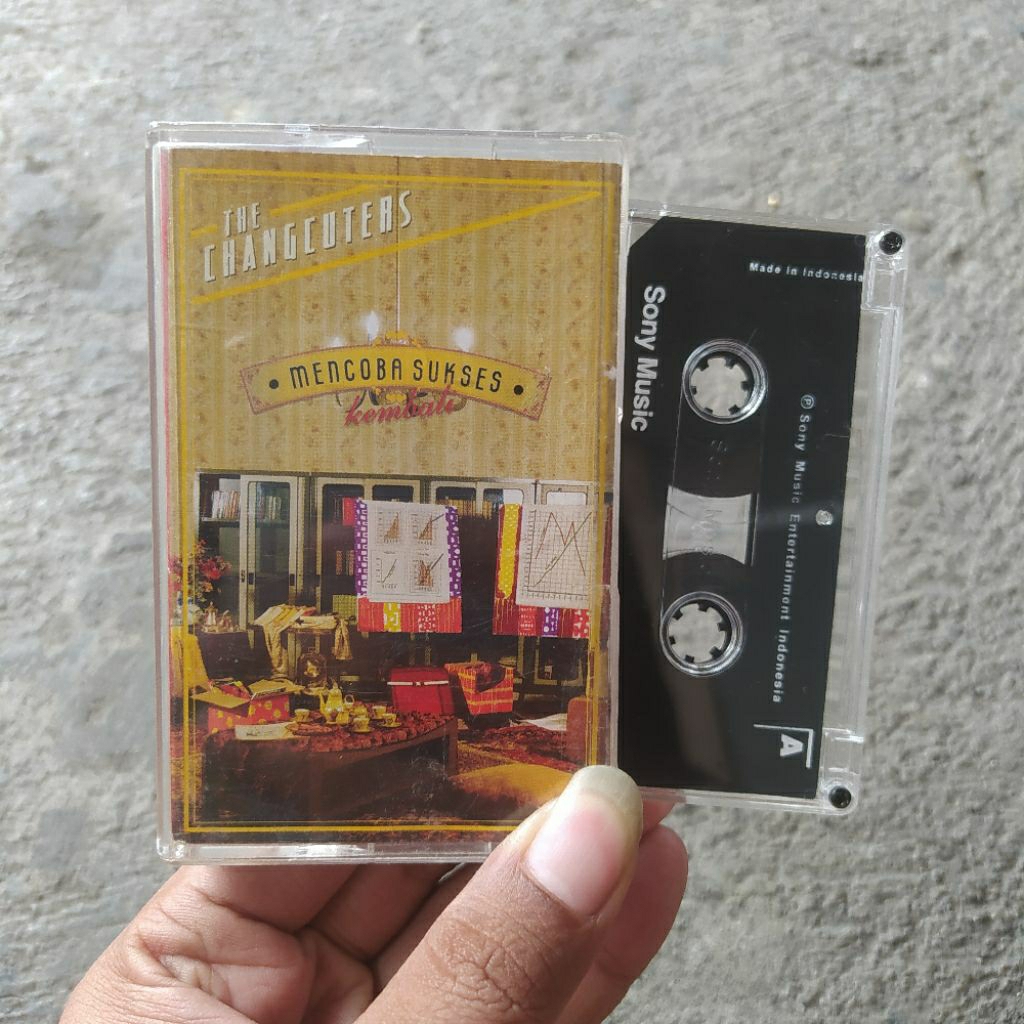 THE
CHANGCUTERS
• MENCOBA SUKSES •
kembali
Made in Indonesia
Sony Music
℗ Sony Music Entertainment Indonesia
A